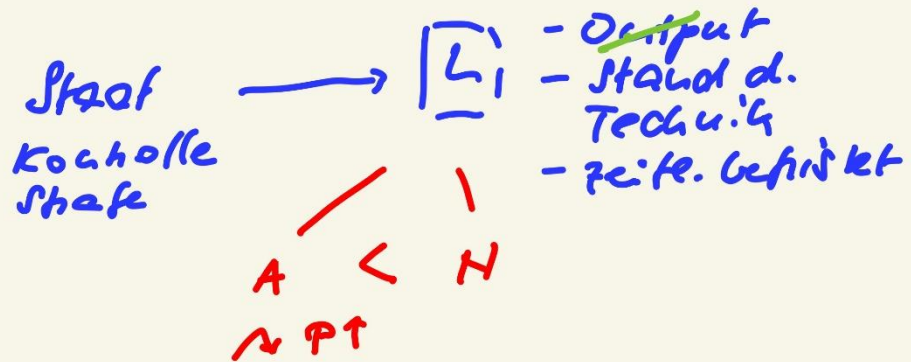 Staat
Kontrolle
Strafe
L
- Output
- Stand d.
Technik
- zeitl. befristet
A < N
P↑